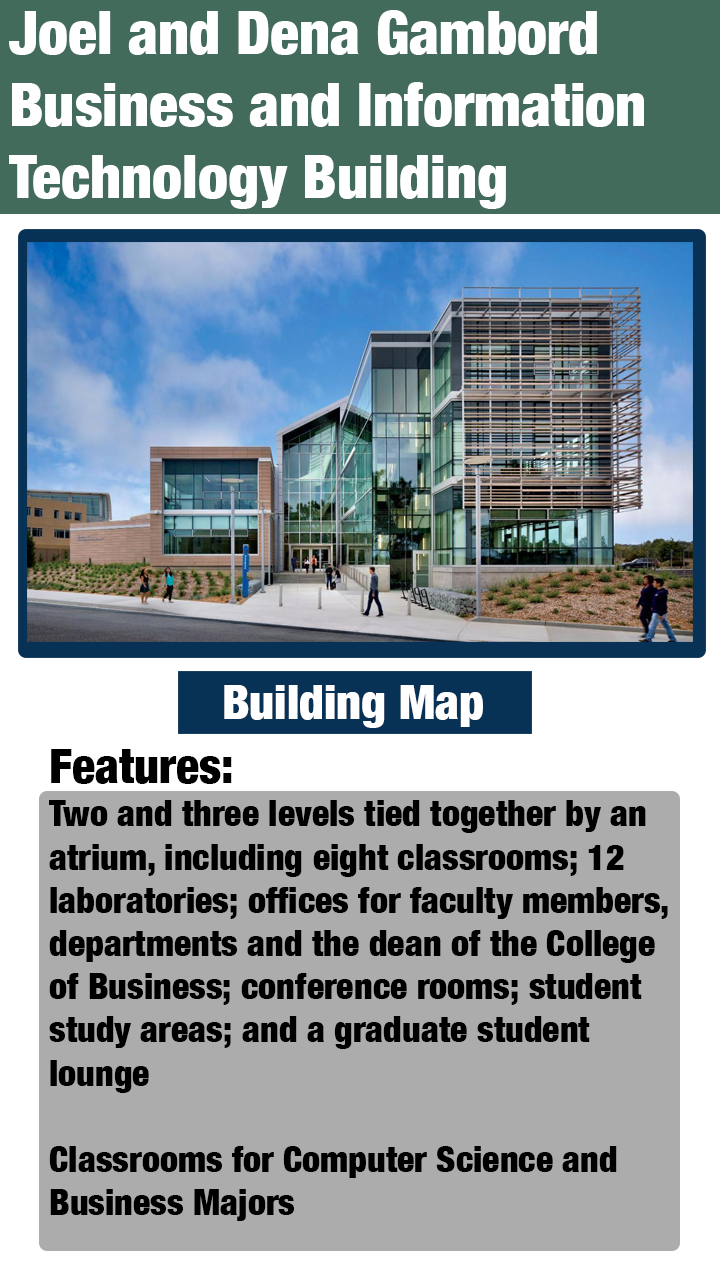 Joel and Dena Gambord
Business and Information
Technology Building
Building Map
Features:
Two and three levels tied together by an
atrium, including eight classrooms; 12
laboratories; offices for faculty members,
departments and the dean of the College
of Business; conference rooms; student
study areas; and a graduate student
lounge
Classrooms for Computer Science and
Business Majors